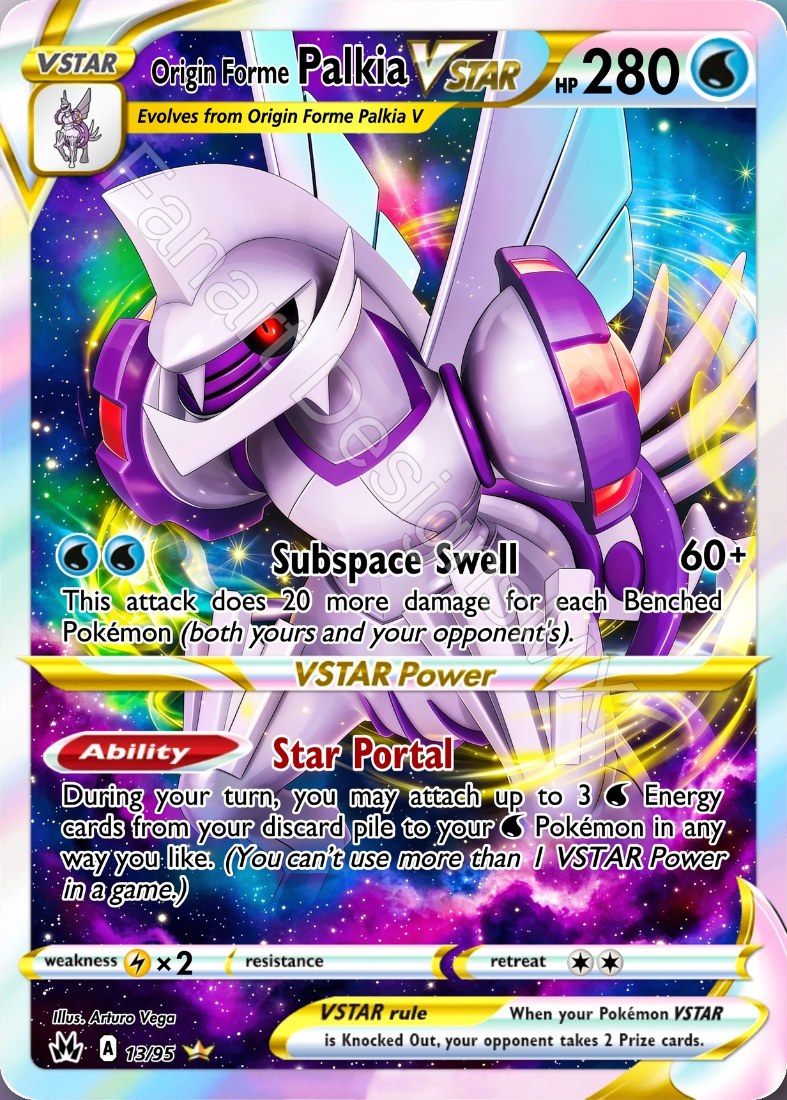 VSTAR
Origin Forme Palkia VSTAR HP 280
Evolves from Origin Forme Palkia V
Fanart DesignsMX
Subspace Swell 60+
This attack does 20 more damage for each Benched
Pokémon (both yours and your opponent's).
VSTAR Power
Ability Star Portal
During your turn, you may attach up to 3 Energy
cards from your discard pile to your Pokémon in any
way you like. (You can't use more than 1 VSTAR Power
in a game.)
weakness ×2 resistance retreat
Illus. Arturo Vega
A 13/95
VSTAR rule When your Pokémon VSTAR
is Knocked Out, your opponent takes 2 Prize cards.